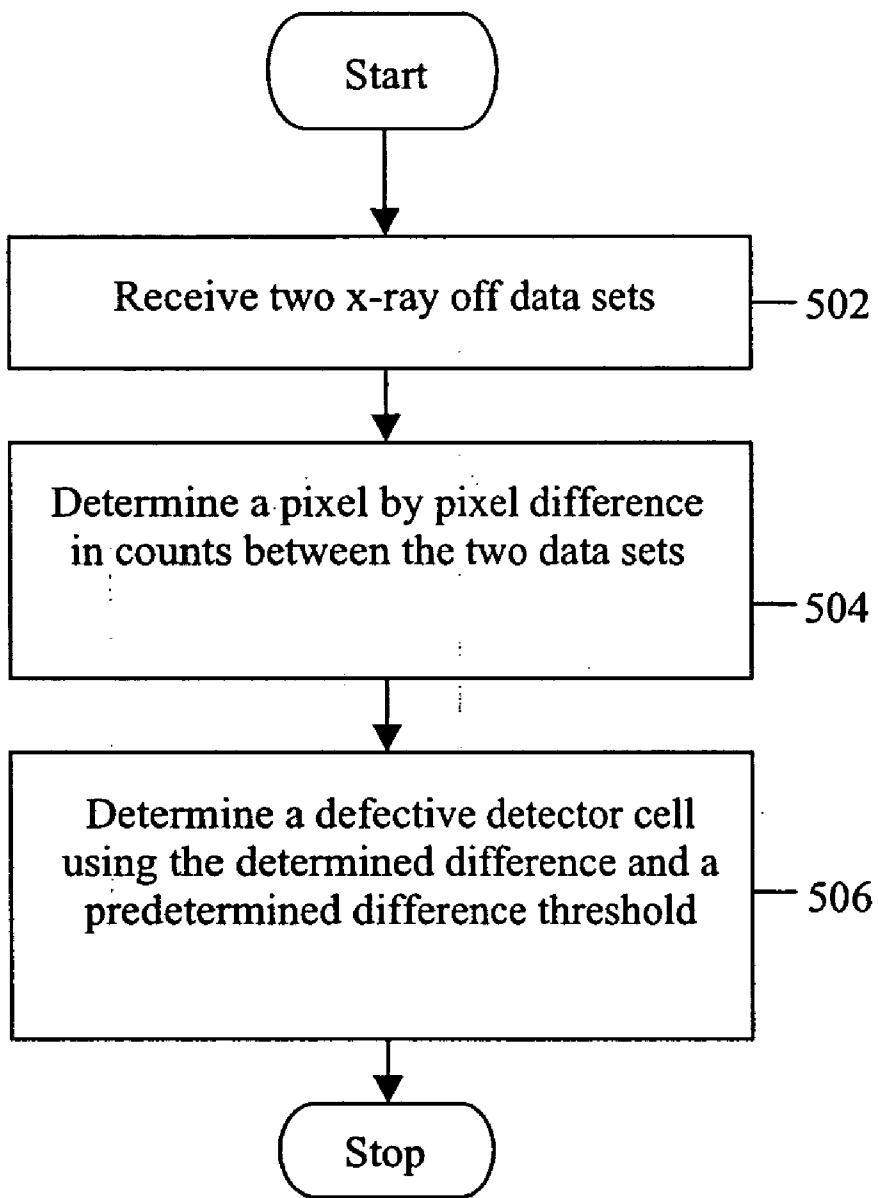 Start
Receive two x-ray off data sets
502
Determine a pixel by pixel difference
in counts between the two data sets
504
Determine a defective detector cell
using the determined difference and a
predetermined difference threshold
506
Stop